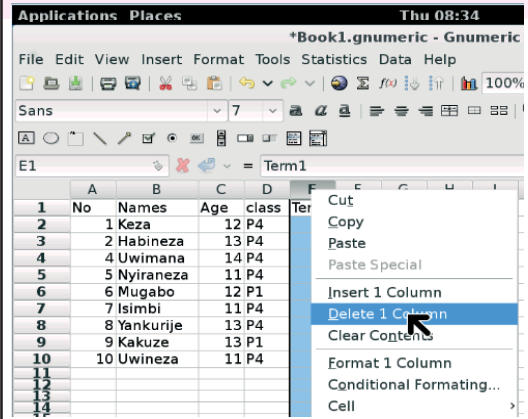 Applications Places Thu 08:34
*Book1.gnumeric - Gnumeric
File Edit View Insert Format Tools Statistics Data Help
100%
Sans 7
E1 = Term1
A B C D E F G H I
1 No Names Age class Ter
2 1 Keza 12 P4
3 2 Habineza 13 P4
4 4 Uwimana 14 P4
5 5 Nyiraneza 11 P4
6 6 Mugabo 12 P1
7 7 Isimbi 11 P4
8 8 Yankurije 13 P4
9 9 Kakuze 13 P1
10 10 Uwineza 11 P4
11
12
13
14
Cut
Copy
Paste
Paste Special
Insert 1 Column
Delete 1 Column
Clear Contents
Format 1 Column
Conditional Formating...
Cell